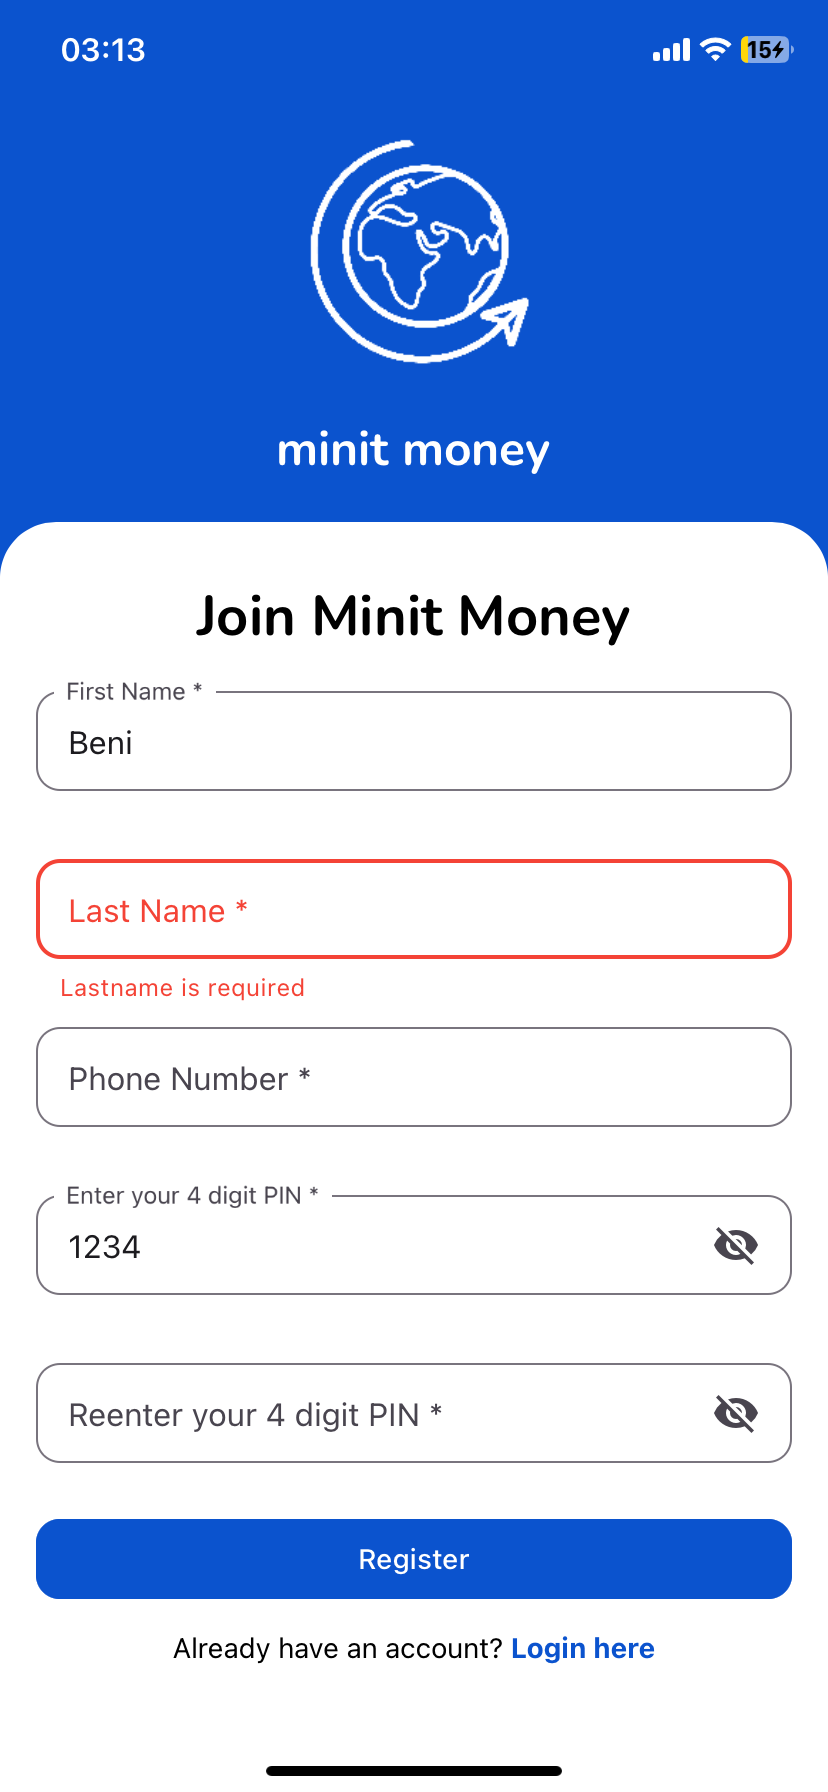 03:13
15
minit money
Join Minit Money
First Name *
Beni
Last Name *
Lastname is required
Phone Number *
Enter your 4 digit PIN *
1234
Reenter your 4 digit PIN *
Register
Already have an account? Login here